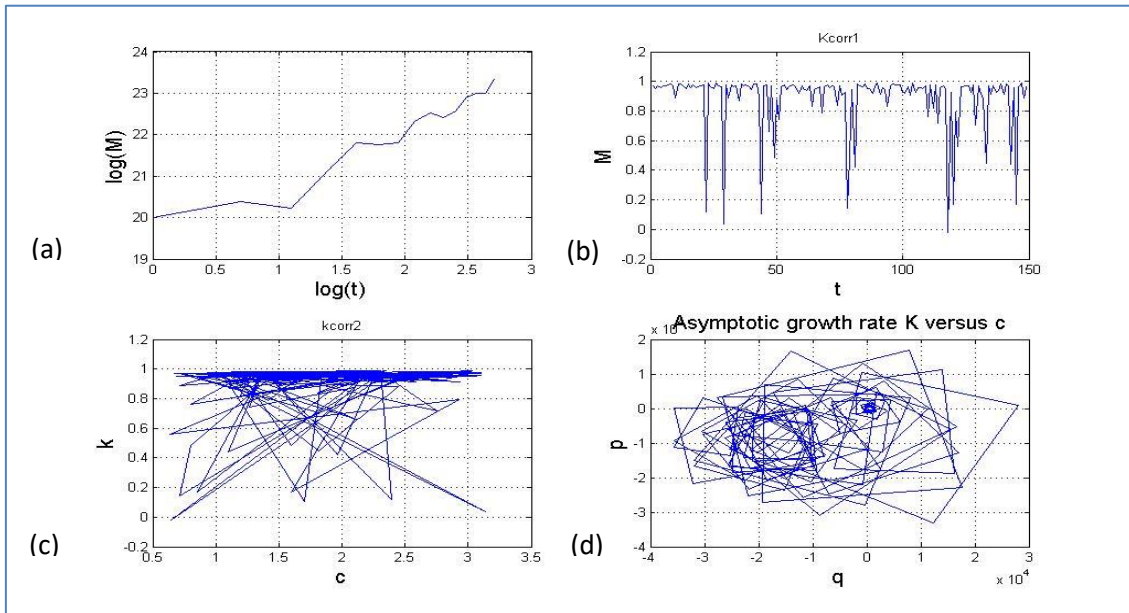 24
23
22
21
20
19
log(M)
0 0.5 1 1.5 2 2.5 3
log(t)
(a)
Kcorr1
1.2
1
0.8
0.6
0.4
0.2
0
-0.2
M
0 50 100 150
t
(b)
kcorr2
1.2
1
0.8
0.6
0.4
0.2
0
-0.2
k
0.5 1 1.5 2 2.5 3 3.5
c
(c)
x 10
Asymptotic growth rate K versus c
2
1
0
-1
-2
-3
-4
p
-4 -3 -2 -1 0 1 2 3
q
x 10⁴
(d)